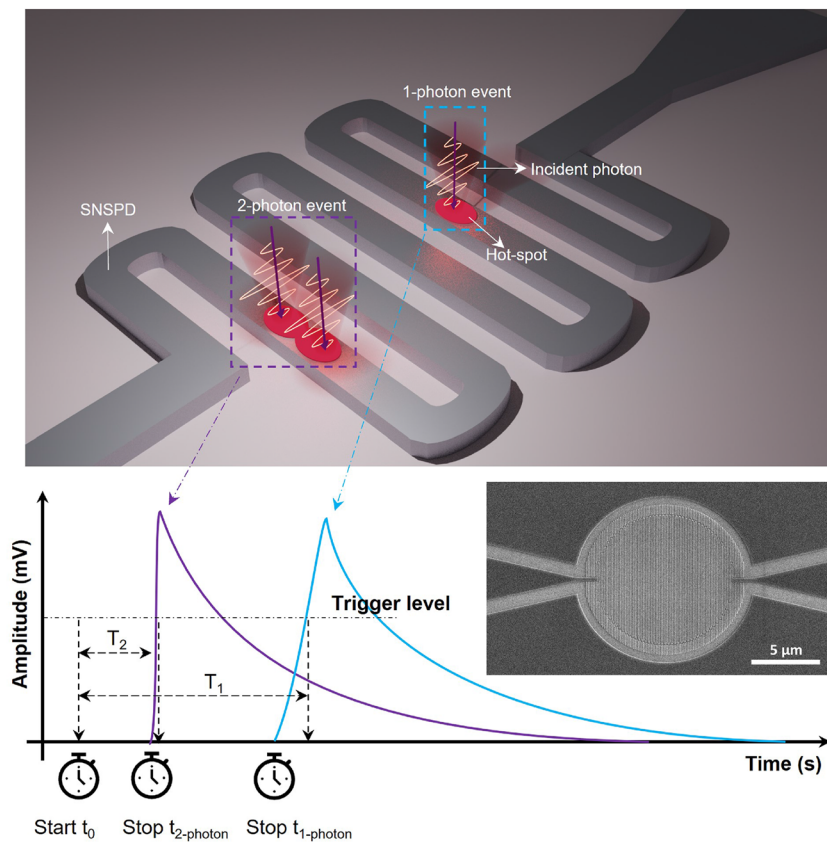 1-photon event
Incident photon
2-photon event
SNSPD
Hot-spot
Amplitude (mV)
Trigger level
T2
T1
5 μm
Time (s)
Start t0
Stop t2-photon
Stop t1-photon